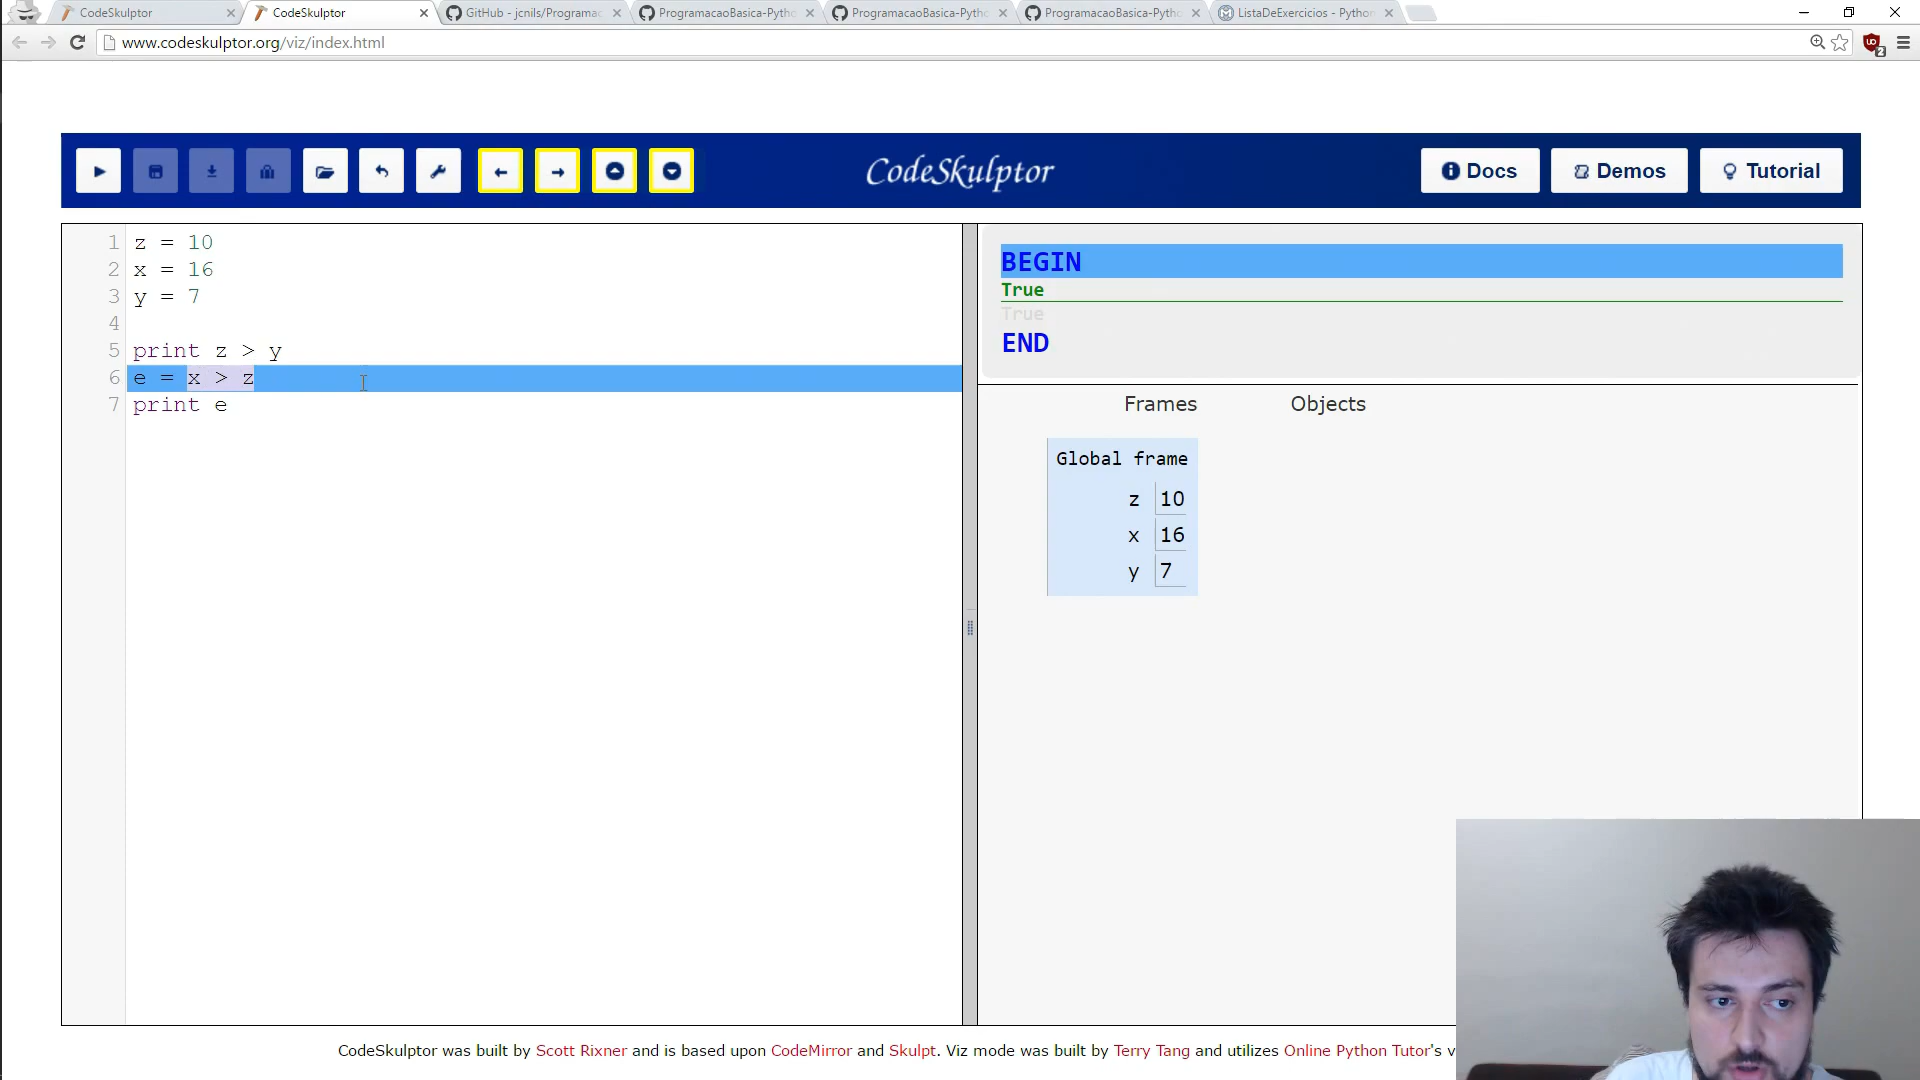 CodeSkulptor
CodeSkulptor
GitHub - jcnils/Programac
ProgramacaoBasica-Pytho
ProgramacaoBasica-Pytho
ProgramacaoBasica-Pytho
ListaDeExercicios - Python
www.codeskulptor.org/viz/index.html
2
CodeSkulptor
Docs
Demos
Tutorial
1 z = 10
2 x = 16
3 y = 7
4
5 print z > y
6 e = x > z
7 print e
BEGIN
True
True
END
Frames Objects
Global frame
z 10
x 16
y 7
CodeSkulptor was built by Scott Rixner and is based upon CodeMirror and Skulpt. Viz mode was built by Terry Tang and utilizes Online Python Tutor's v